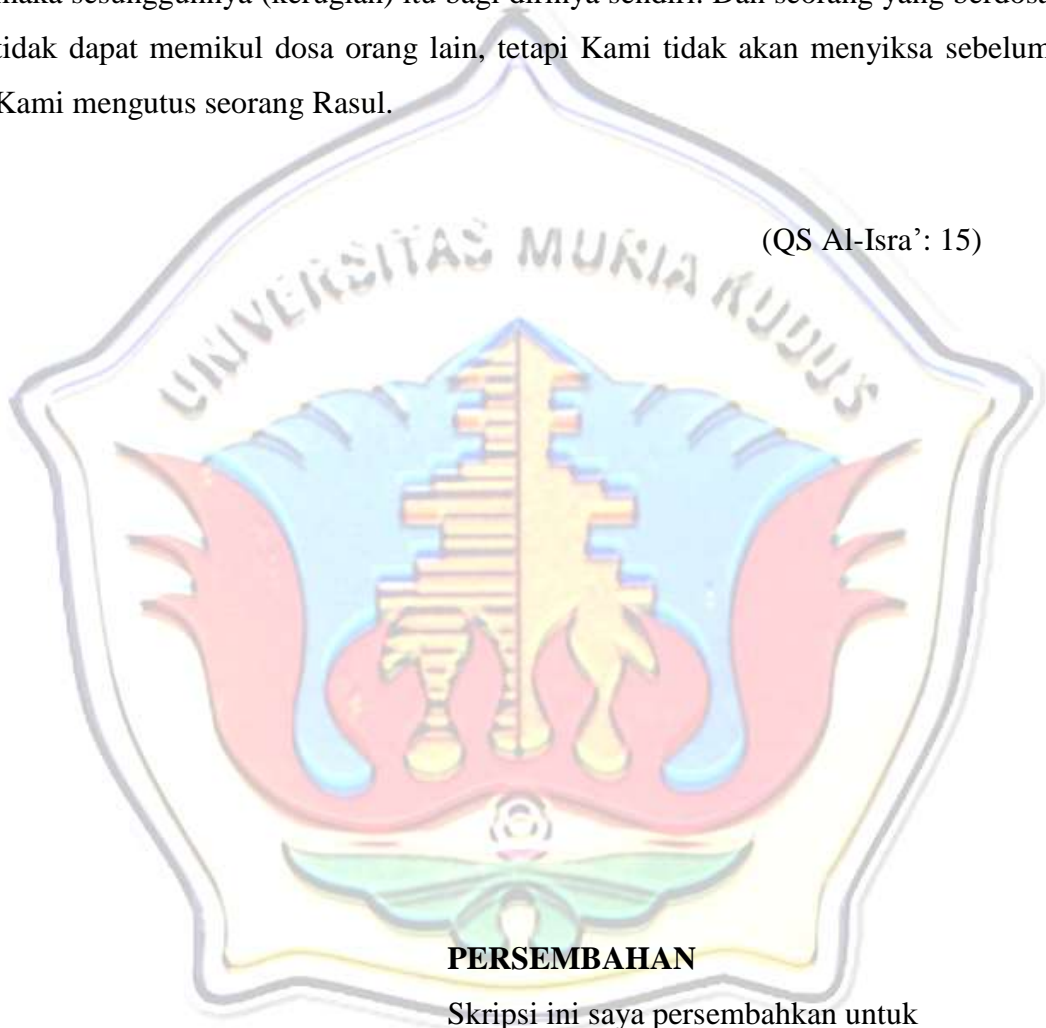 maka sesungguhnya (kerugian) itu bagi dirinya sendiri. Dan seorang yang berdosa
tidak dapat memikul dosa orang lain, tetapi Kami tidak akan menyiksa sebelum
Kami mengutus seorang Rasul.
(QS Al-Isra’: 15)
UNIVERSITAS MURIA KUDUS
PERSEMBAHAN
Skripsi ini saya persembahkan untuk